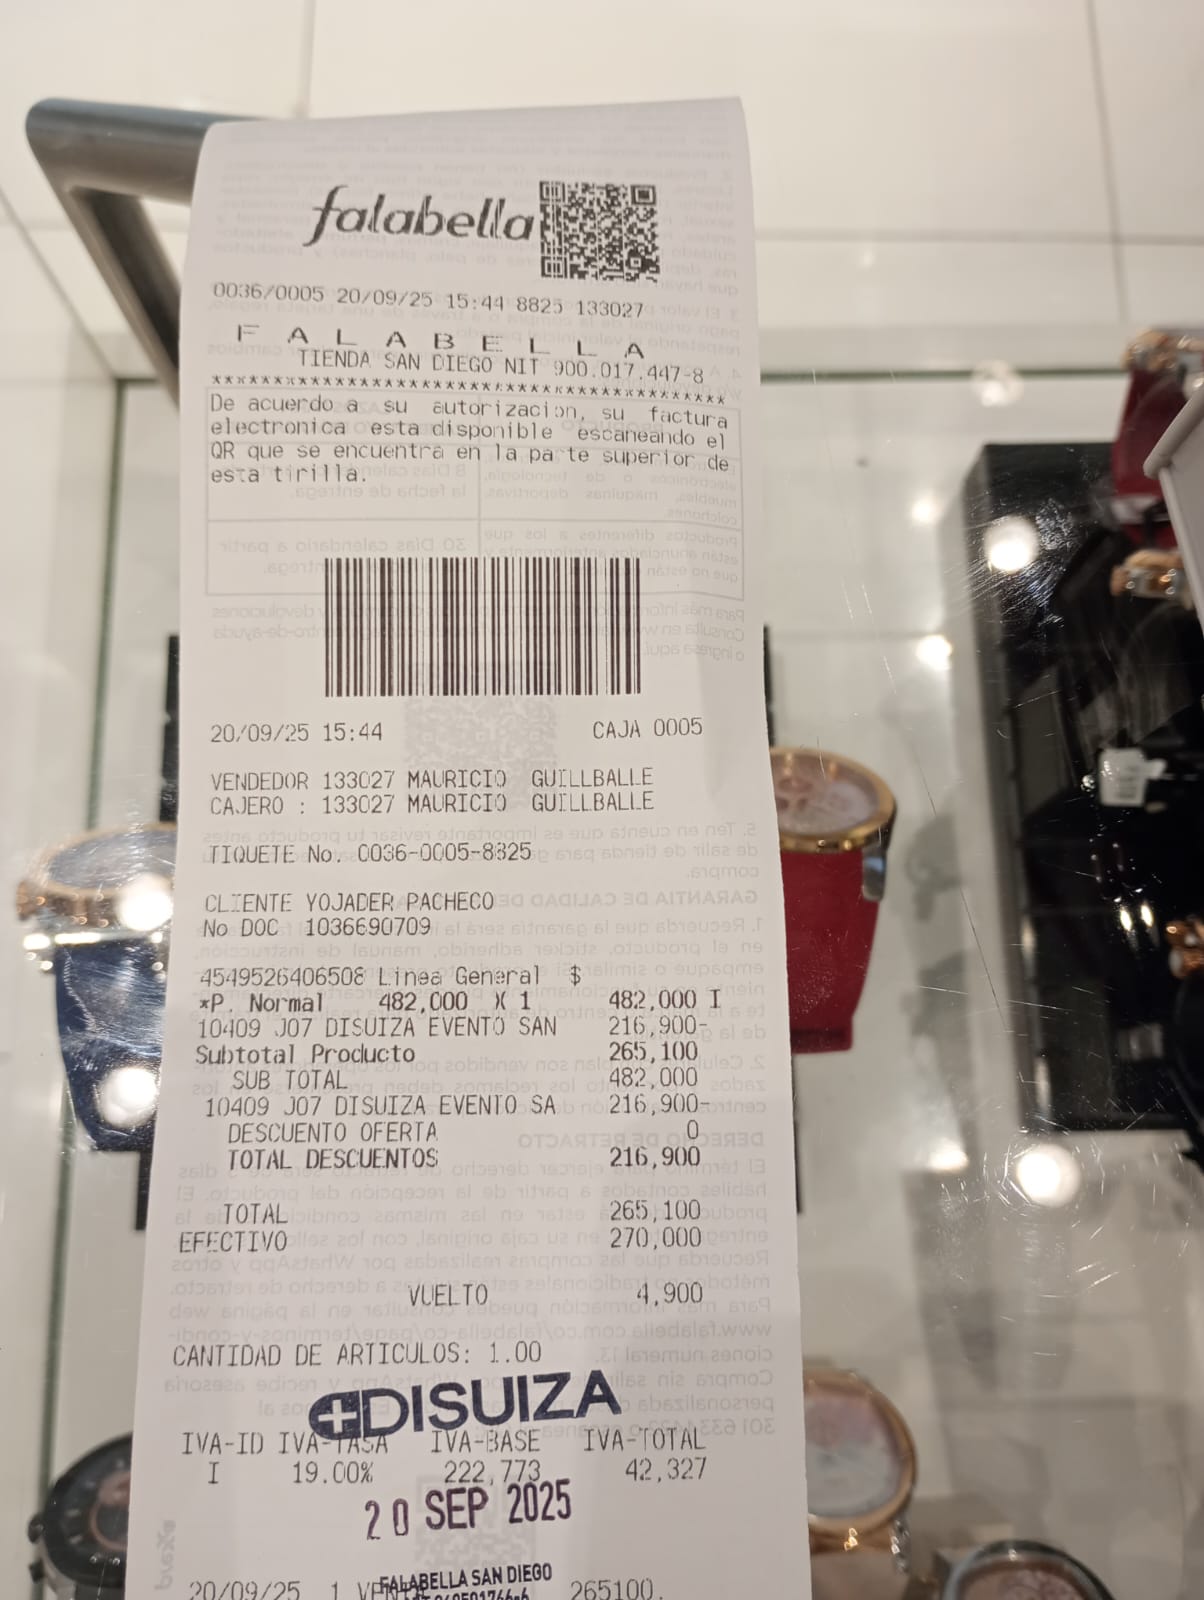 falabella
0036/0005 20/09/25 15:44 8825 133027
FALABELLA
TIENDA SAN DIEGO NIT 900.017.447-8
******************************************
De acuerdo a su autorizacion, su factura
electronica esta disponible escaneando el
QR que se encuentra en la parte superior de
esta tirilla.
20/09/25 15:44 CAJA 0005
VENDEDOR 133027 MAURICIO GUILLBALLE
CAJERO : 133027 MAURICIO GUILLBALLE
TIQUETE No. 0036-0005-8825
CLIENTE YOJADER PACHECO
No DOC 1036690709
4549526406508 Linea General $
*P. Normal 482,000 X 1 482,000 I
10409 J07 DISUIZA EVENTO SAN 216,900-
Subtotal Producto 265,100
SUB TOTAL 482,000
10409 J07 DISUIZA EVENTO SA 216,900-
DESCUENTO OFERTA 0
TOTAL DESCUENTOS 216,900
TOTAL 265,100
EFECTIVO 270,000
VUELTO 4,900
CANTIDAD DE ARTICULOS: 1.00
DISUIZA
IVA-ID IVA-TASA IVA-BASE IVA-TOTAL
I 19.00% 222,773 42,327
20 SEP 2025
FALABELLA SAN DIEGO
20/09/25 1 265100.